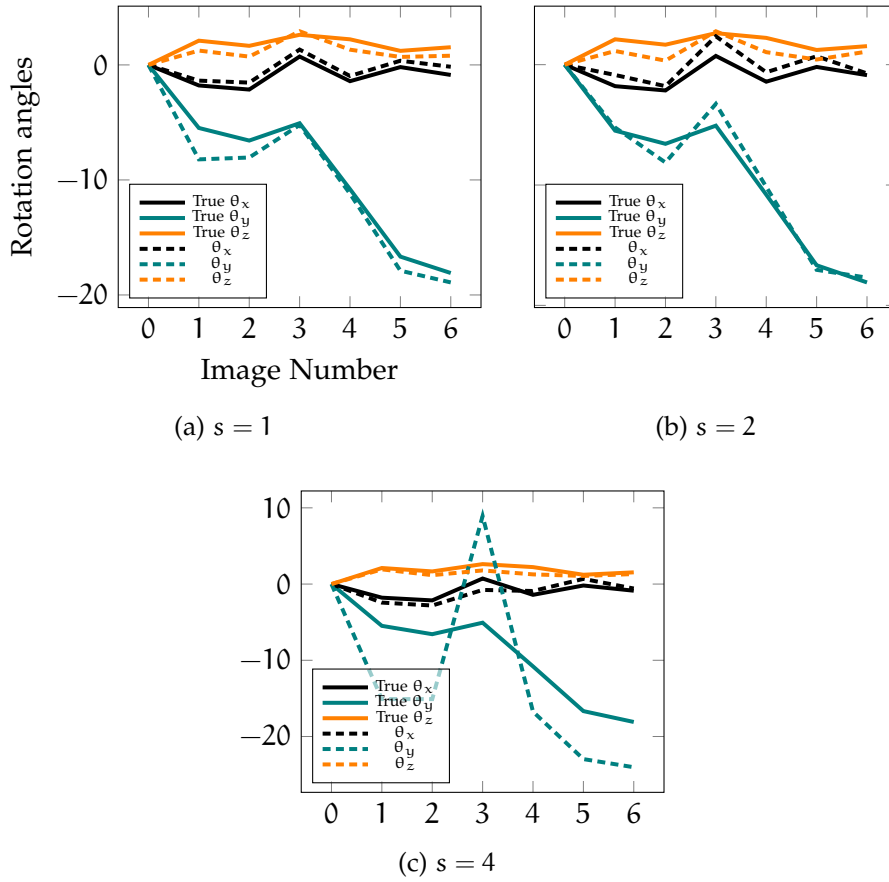 Rotation angles
0
−10
−20
True θx
True θy
True θz
θx
θy
θz
0 1 2 3 4 5 6
Image Number
(a) s = 1
True θx
True θy
True θz
θx
θy
θz
0 1 2 3 4 5 6
(b) s = 2
10
0
−10
−20
True θx
True θy
True θz
θx
θy
θz
0 1 2 3 4 5 6
(c) s = 4